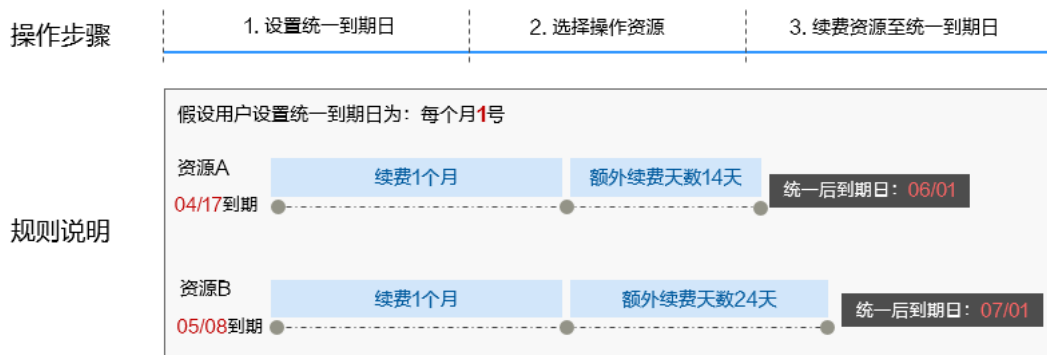 操作步骤
1. 设置统一到期日
2. 选择操作资源
3. 续费资源至统一到期日
规则说明
假设用户设置统一到期日为：每个月1号
资源A
04/17到期
续费1个月
额外续费天数14天
统一后到期日：06/01
资源B
05/08到期
续费1个月
额外续费天数24天
统一后到期日：07/01